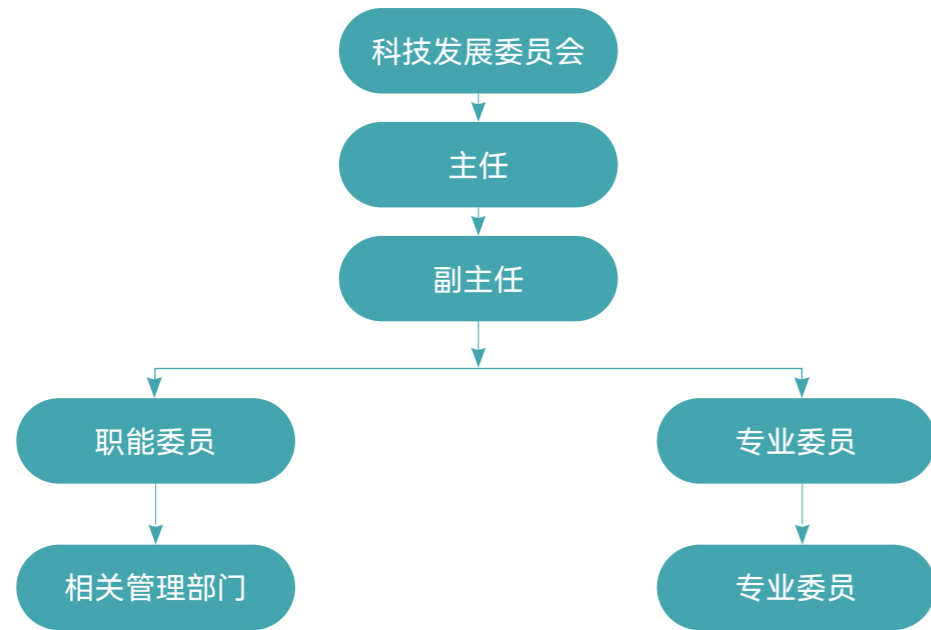 科技发展委员会
主任
副主任
职能委员
专业委员
相关管理部门
专业委员